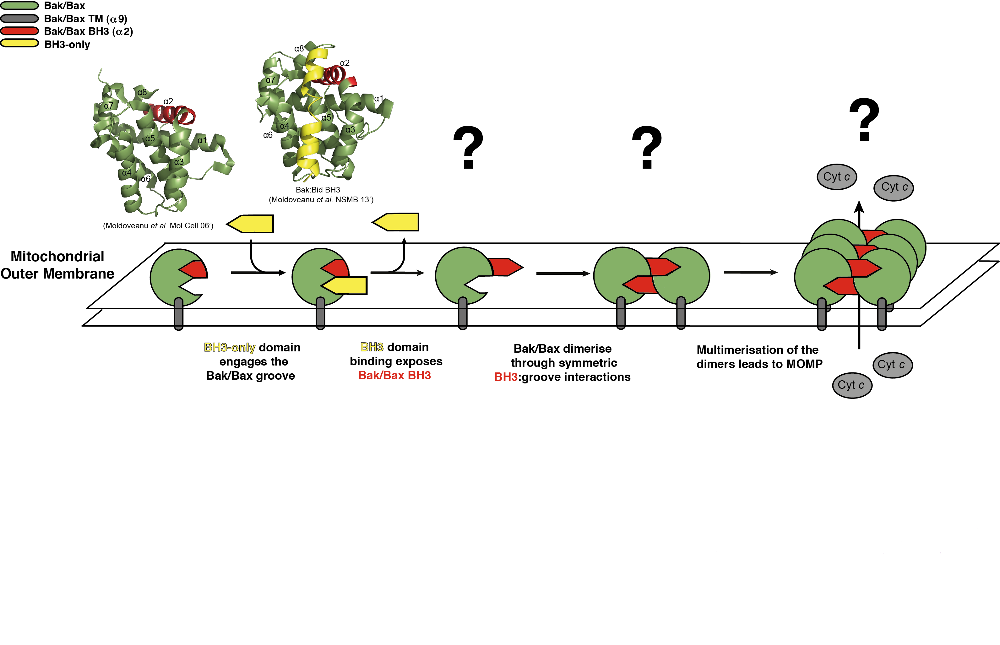 Bak/Bax
Bak/Bax TM (α9)
Bak/Bax BH3 (α2)
BH3-only
α8
α2
α7
α1
α5
α3
α4
α6
(Moldoveanu et al. Mol Cell 06’)
α8
α2
α7
α1
α5
α4
α3
α6
Bak:Bid BH3
(Moldoveanu et al. NSMB 13’)
?
?
?
Cyt c
Cyt c
Mitochondrial
Outer Membrane
BH3-only domain
engages the
Bak/Bax groove
BH3 domain
binding exposes
Bak/Bax BH3
Bak/Bax dimerise
through symmetric
BH3:groove interactions
Multimerisation of the
dimers leads to MOMP
Cyt c
Cyt c